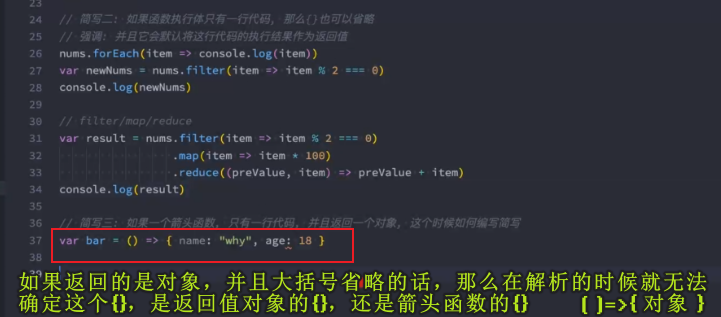 23
24 // 简写二: 如果函数执行体只有一行代码, 那么{}也可以省略
25 // 强调: 并且它会默认将这行代码的执行结果作为返回值
26 nums.forEach(item => console.log(item))
27 var newNums = nums.filter(item => item % 2 === 0)
28 console.log(newNums)
29
30 // filter/map/reduce
31 var result = nums.filter(item => item % 2 === 0)
32 .map(item => item * 100)
33 .reduce((preValue, item) => preValue + item)
34 console.log(result)
35
36 // 简写三: 如果一个箭头函数, 只有一行代码, 并且返回一个对象, 这个时候如何编写简写
37 var bar = () => { name: "why", age: 18 }
38
39
如果返回的是对象，并且大括号省略的话，那么在解析的时候就无法
确定这个{}，是返回值对象的{}，还是箭头函数的{} ( )=>{ 对象 }